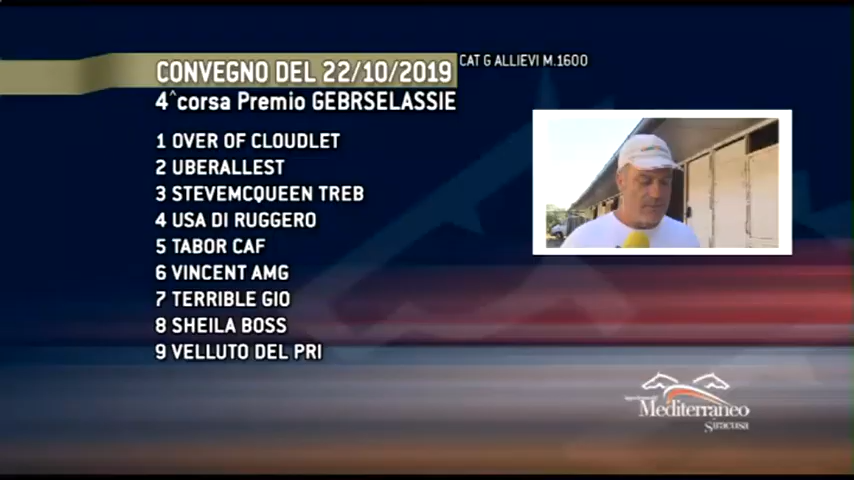 CONVEGNO DEL 22/10/2019
CAT G ALLIEVI M.1600
4^corsa Premio GEBRSELASSIE
1 OVER OF CLOUDLET
2 UBERALLEST
3 STEVEMCQUEEN TREB
4 USA DI RUGGERO
5 TABOR CAF
6 VINCENT AMG
7 TERRIBLE GIO
8 SHEILA BOSS
9 VELLUTO DEL PRI
Mediterraneo
Siracusa